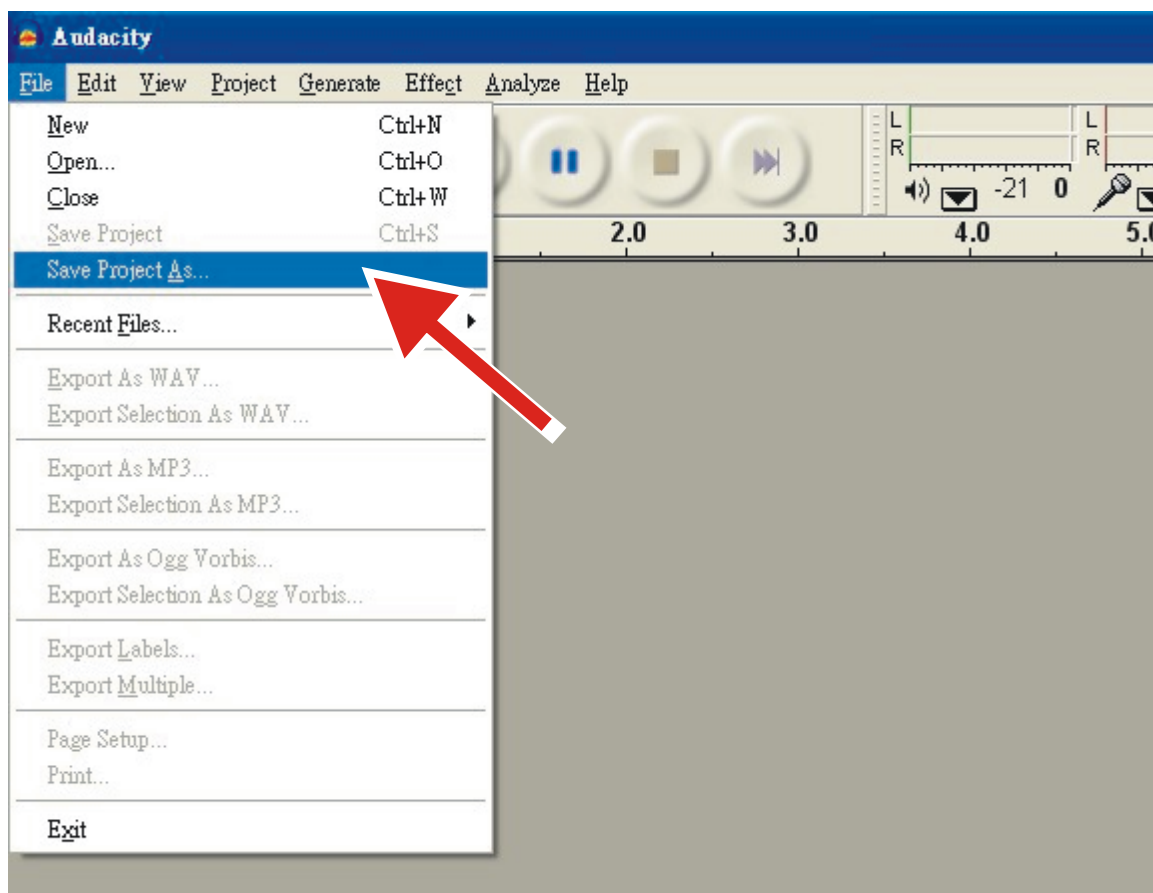 Audacity
File Edit View Project Generate Effect Analyze Help
New Ctrl+N
Open... Ctrl+O
Close Ctrl+W
Save Project Ctrl+S
Save Project As...
Recent Files...
Export As WAV...
Export Selection As WAV...
Export As MP3...
Export Selection As MP3...
Export As Ogg Vorbis...
Export Selection As Ogg Vorbis...
Export Labels...
Export Multiple...
Page Setup...
Print...
Exit
L L
R R
-21 0
2.0 3.0 4.0 5.0